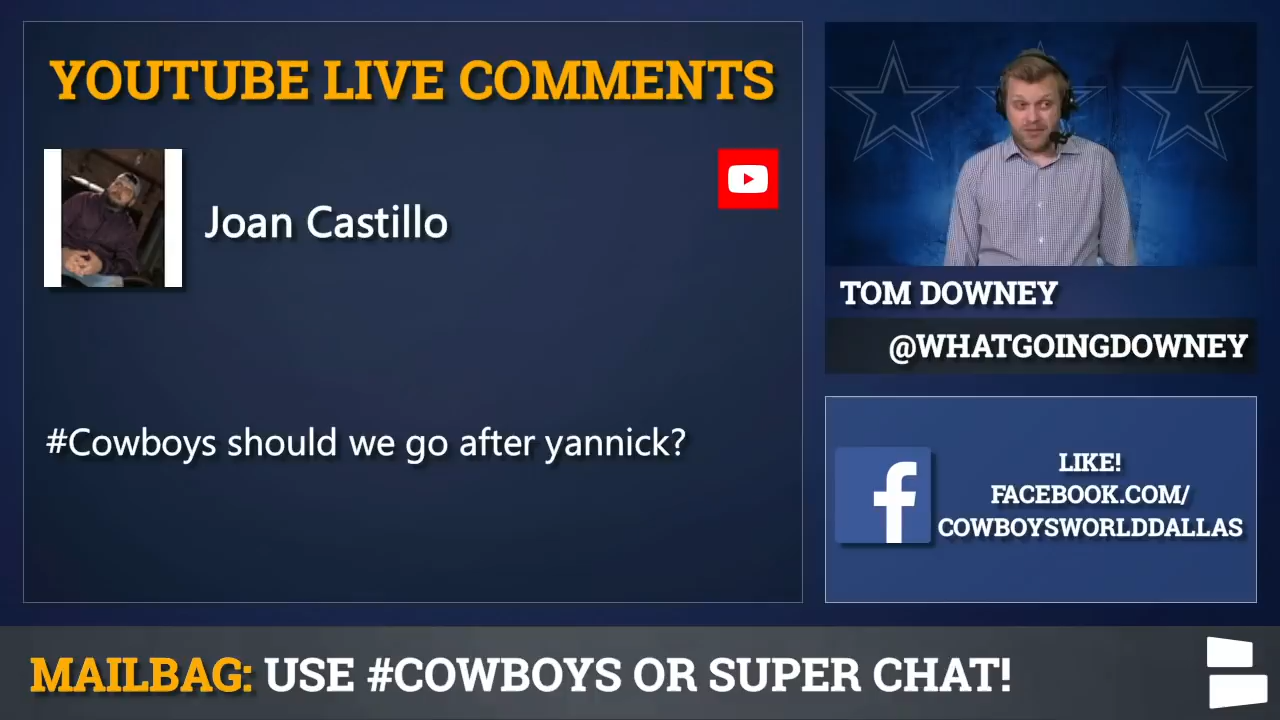 YOUTUBE LIVE COMMENTS
Joan Castillo
#Cowboys should we go after yannick?
TOM DOWNEY
@WHATGOINGDOWNEY
LIKE!
FACEBOOK.COM/
COWBOYSWORLDDALLAS
MAILBAG: USE #COWBOYS OR SUPER CHAT!